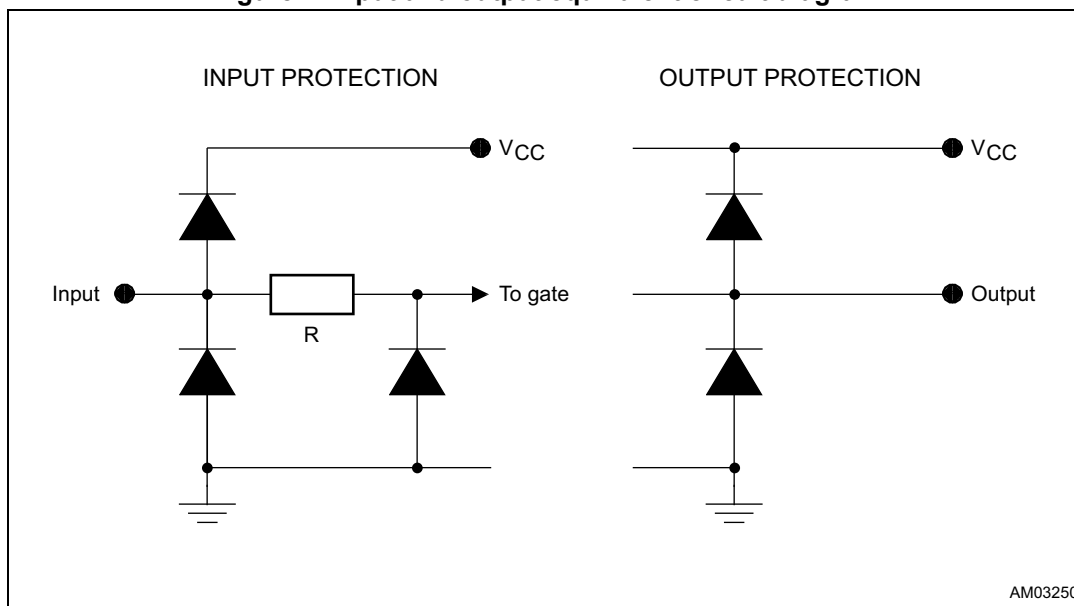 INPUT PROTECTION
OUTPUT PROTECTION
VCC
VCC
Input
To gate
Output
R
AM03250